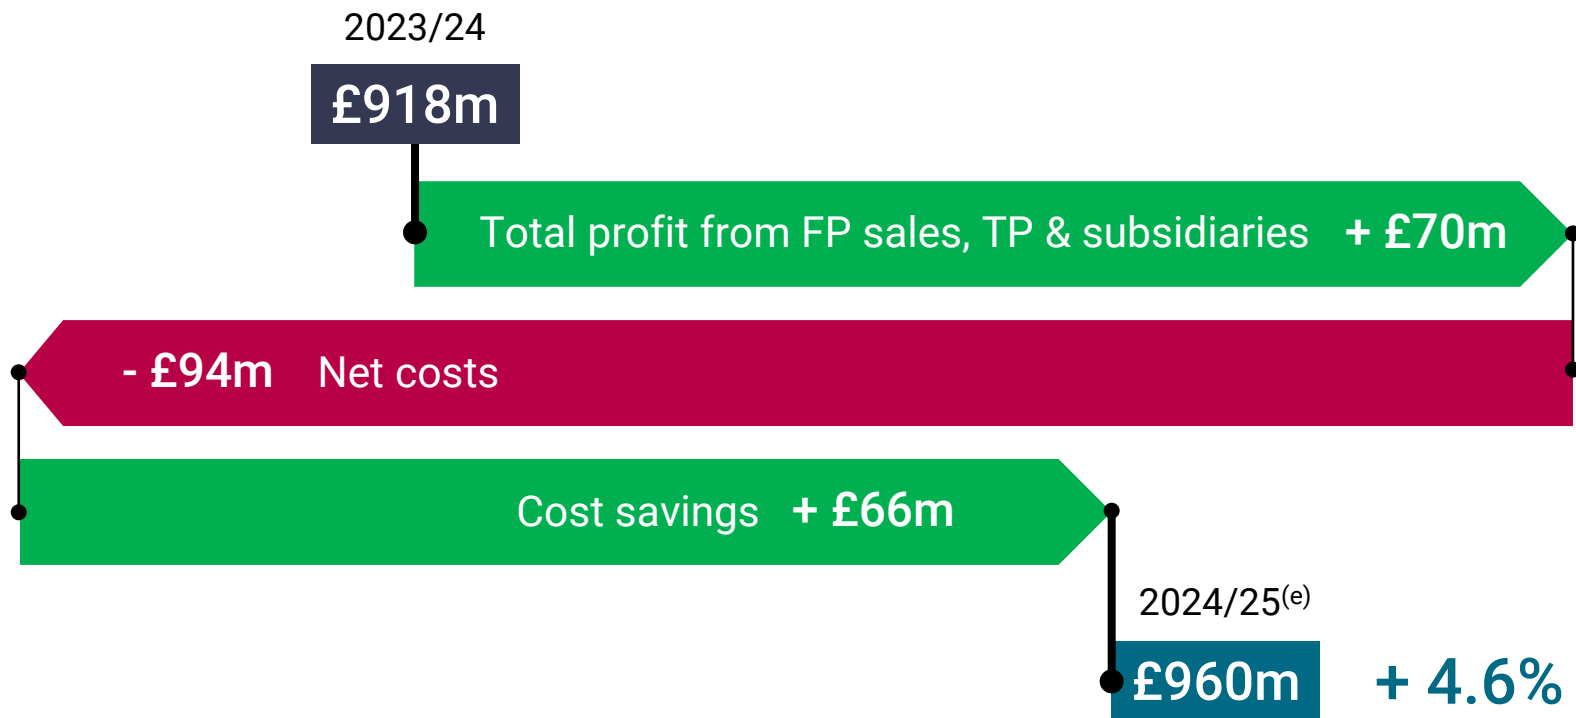 2023/24
£918m
Total profit from FP sales, TP & subsidiaries + £70m
- £94m Net costs
Cost savings + £66m
2024/25(e)
£960m + 4.6%